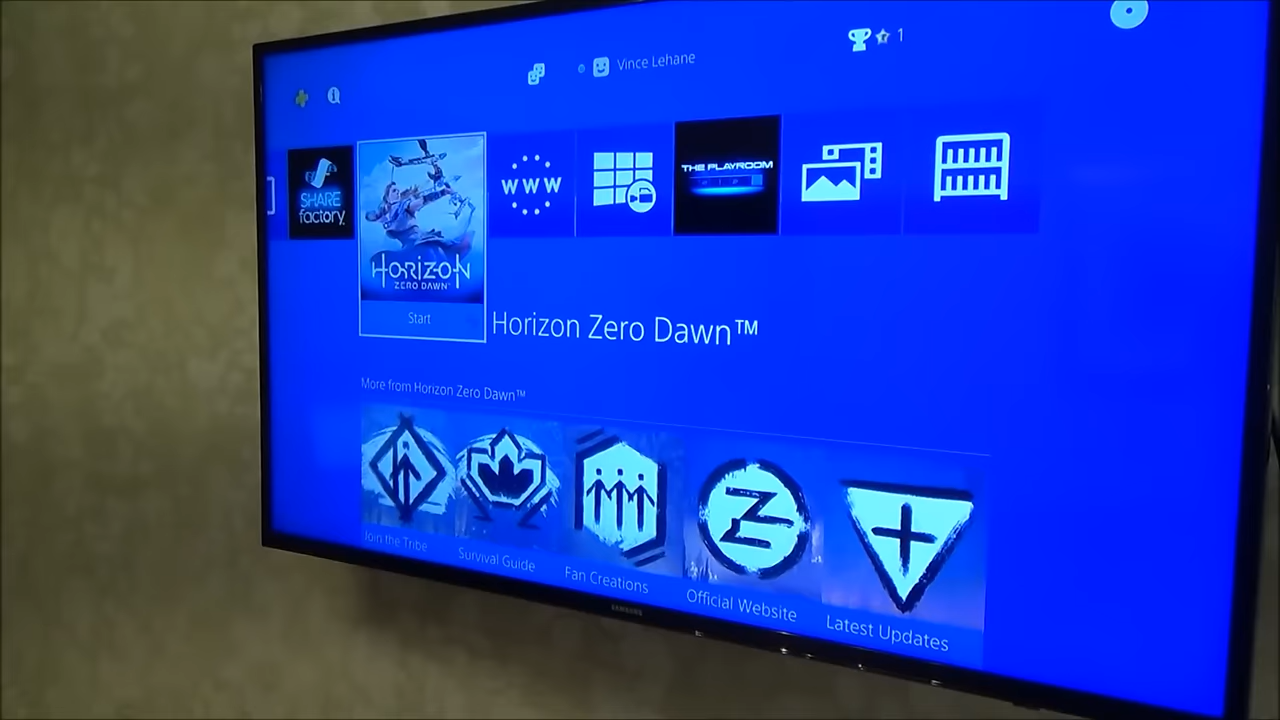 Vince Lehane
1
SHARE
factory
HORIZON
ZERO DAWN™
Start
WWW
THE PLAYROOM
Horizon Zero Dawn™
More from Horizon Zero Dawn™
Join the Tribe
Survival Guide
Fan Creations
Official Website
Latest Updates
SAMSUNG